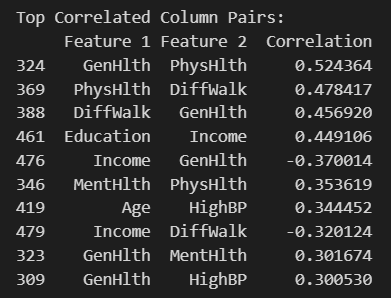 Top Correlated Column Pairs:
Feature 1 Feature 2 Correlation
324 GenHlth PhysHlth 0.524364
369 PhysHlth DiffWalk 0.478417
388 DiffWalk GenHlth 0.456920
461 Education Income 0.449106
476 Income GenHlth -0.370014
346 MentHlth PhysHlth 0.353619
419 Age HighBP 0.344452
479 Income DiffWalk -0.320124
323 GenHlth MentHlth 0.301674
309 GenHlth HighBP 0.300530